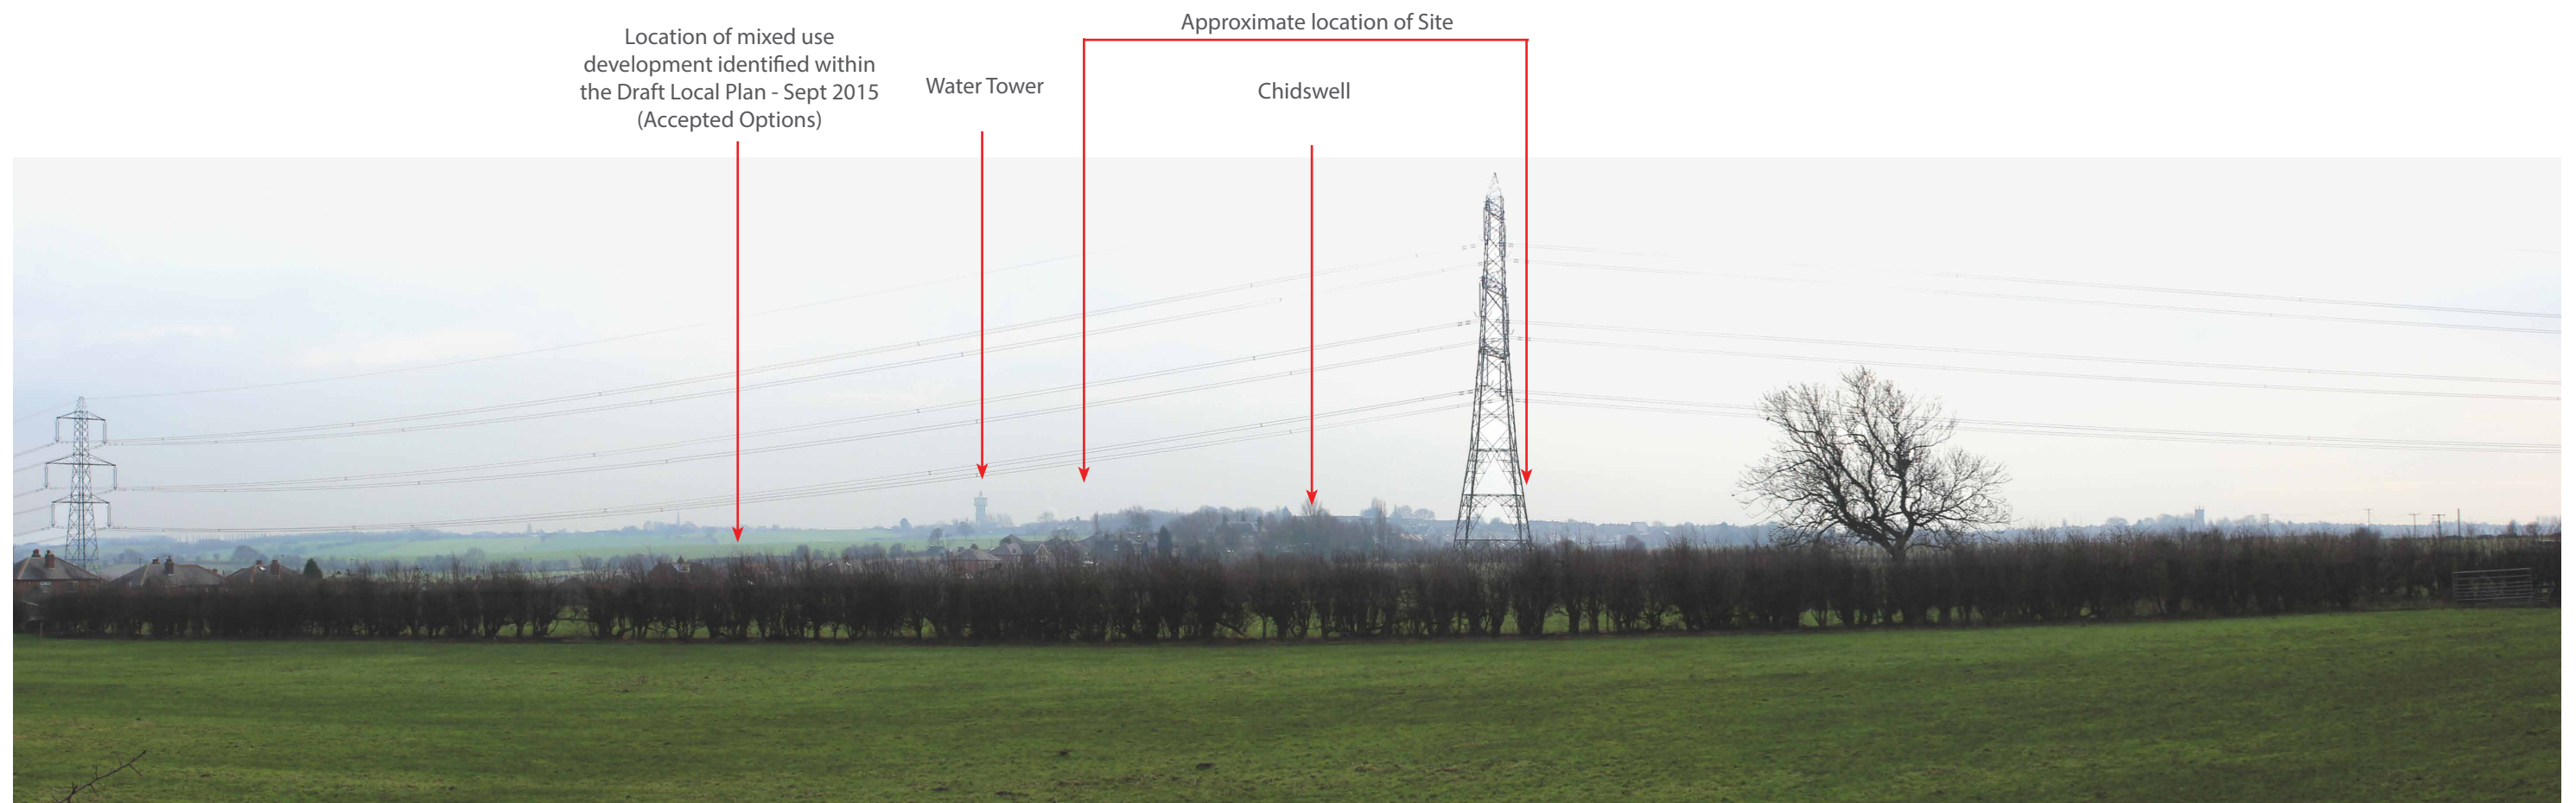 Approximate location of Site
Location of mixed use
development identified within
the Draft Local Plan - Sept 2015
(Accepted Options)
Water Tower
Chidswell